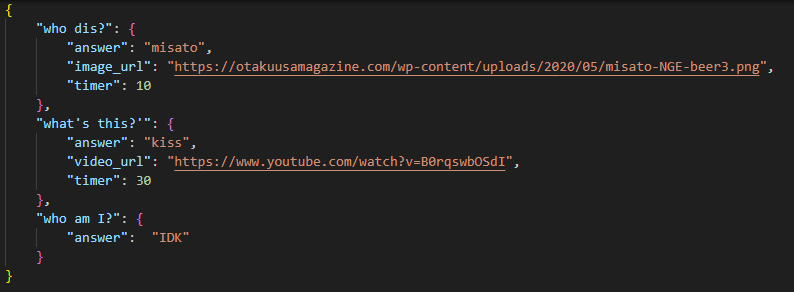 {
    "who dis?": {
        "answer": "misato",
        "image_url": "https://otakuusamagazine.com/wp-content/uploads/2020/05/misato-NGE-beer3.png",
        "timer": 10
    },
    "what's this?'": {
        "answer": "kiss",
        "video_url": "https://www.youtube.com/watch?v=B0rqswbOSdI",
        "timer": 30
    },
    "who am I?": {
        "answer":  "IDK"
    }
}